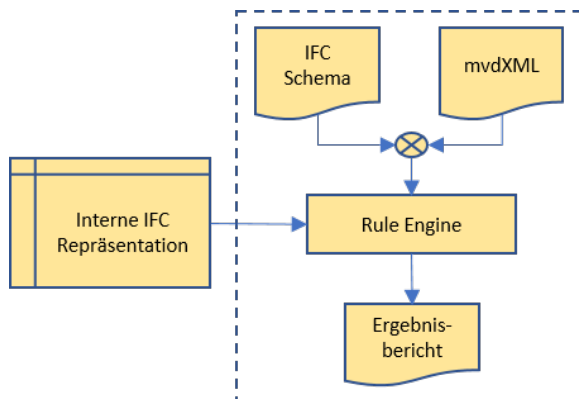 IFC
Schema
mvdXML
Interne IFC
Repräsentation
Rule Engine
Ergebnis-
bericht